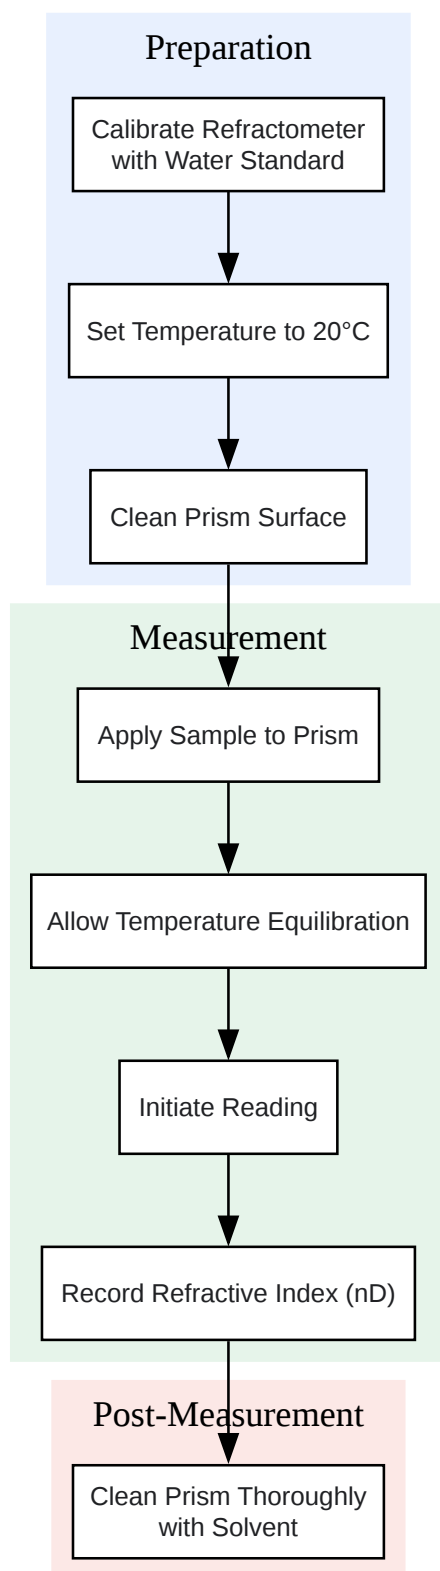 Preparation
Calibrate Refractometer
with Water Standard
Set Temperature to 20°C
Clean Prism Surface
Measurement
Apply Sample to Prism
Allow Temperature Equilibration
Initiate Reading
Record Refractive Index (nD)
Post-Measurement
Clean Prism Thoroughly
with Solvent